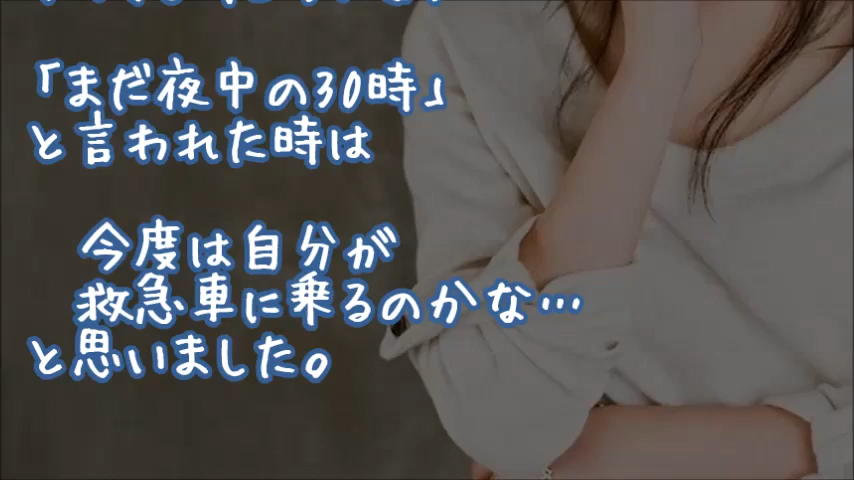 「まだ夜中の30時」
と言われた時は
今度は自分が
救急車に乗るのかな…
と思いました。